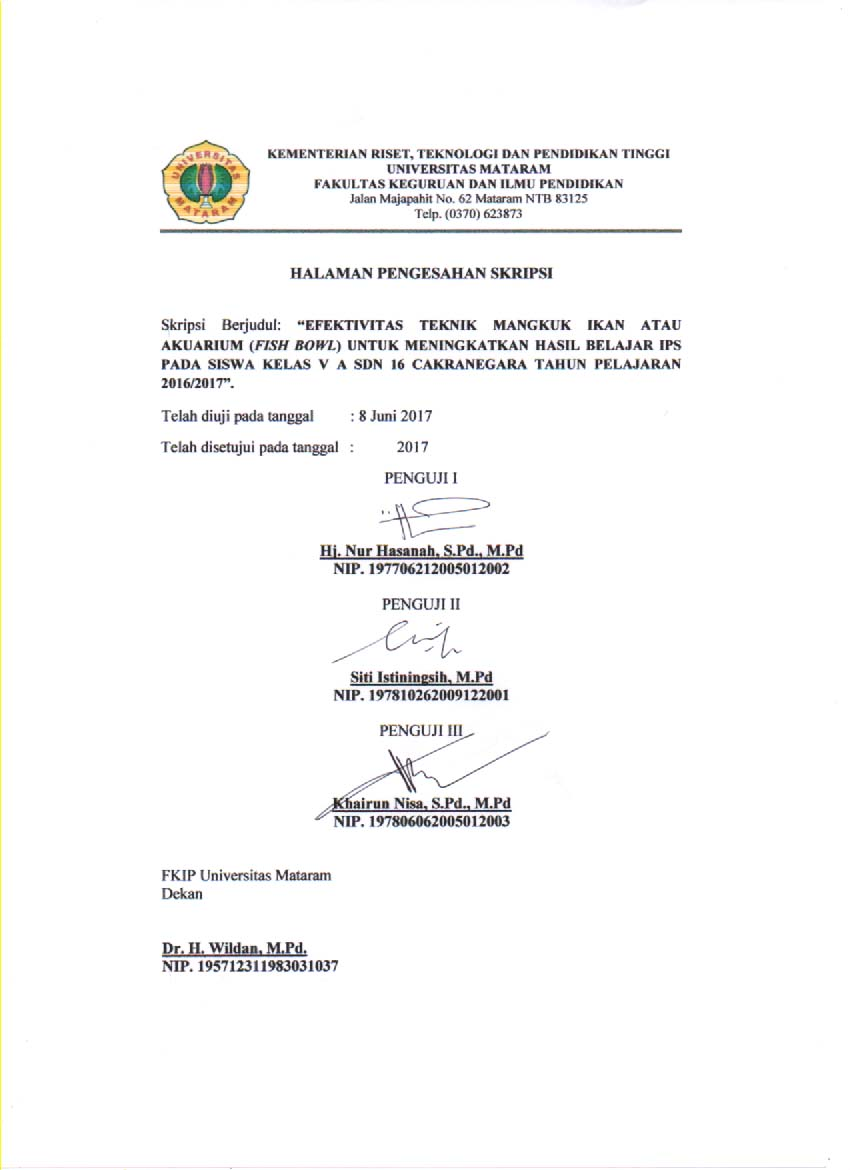 UNIVERSITAS
MATARAM
KEMENTERIAN RISET, TEKNOLOGI DAN PENDIDIKAN TINGGI
UNIVERSITAS MATARAM
FAKULTAS KEGURUAN DAN ILMU PENDIDIKAN
Jalan Majapahit No. 62 Mataram NTB 83125
Telp. (0370) 623873
HALAMAN PENGESAHAN SKRIPSI
Skripsi Berjudul: “EFEKTIVITAS TEKNIK MANGKUK IKAN ATAU
AKUARIUM (FISH BOWL) UNTUK MENINGKATKAN HASIL BELAJAR IPS
PADA SISWA KELAS V A SDN 16 CAKRANEGARA TAHUN PELAJARAN
2016/2017”.
Telah diuji pada tanggal : 8 Juni 2017
Telah disetujui pada tanggal : 2017
PENGUJI I
Hj. Nur Hasanah, S.Pd., M.Pd
NIP. 197706212005012002
PENGUJI II
Siti Istiningsih, M.Pd
NIP. 197810262009122001
PENGUJI III
Khairun Nisa, S.Pd., M.Pd
NIP. 197806062005012003
FKIP Universitas Mataram
Dekan
Dr. H. Wildan, M.Pd.
NIP. 195712311983031037